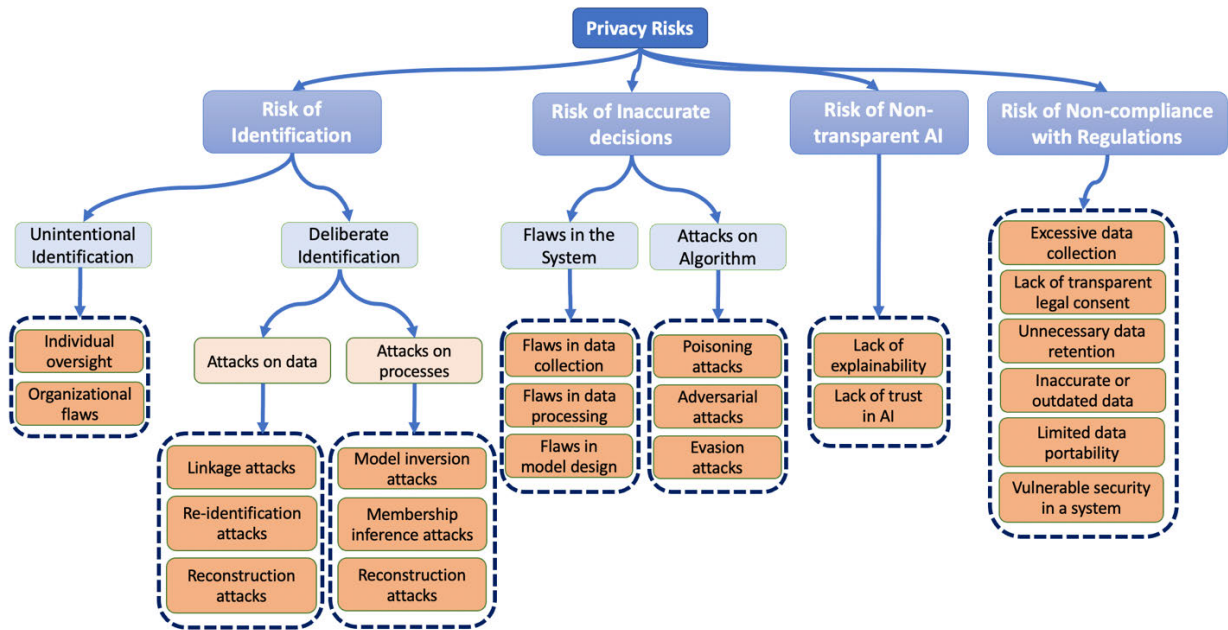 Privacy Risks
Risk of
Identification
Risk of Inaccurate
decisions
Risk of Non-
transparent AI
Risk of Non-compliance
with Regulations
Unintentional
Identification
Deliberate
Identification
Flaws in the
System
Attacks on
Algorithm
Individual
oversight
Organizational
flaws
Attacks on data
Attacks on
processes
Linkage attacks
Re-identification
attacks
Reconstruction
attacks
Model inversion
attacks
Membership
inference attacks
Reconstruction
attacks
Flaws in data
collection
Flaws in data
processing
Flaws in
model design
Poisoning
attacks
Adversarial
attacks
Evasion
attacks
Lack of
explainability
Lack of trust
in AI
Excessive data
collection
Lack of transparent
legal consent
Unnecessary data
retention
Inaccurate or
outdated data
Limited data
portability
Vulnerable security
in a system